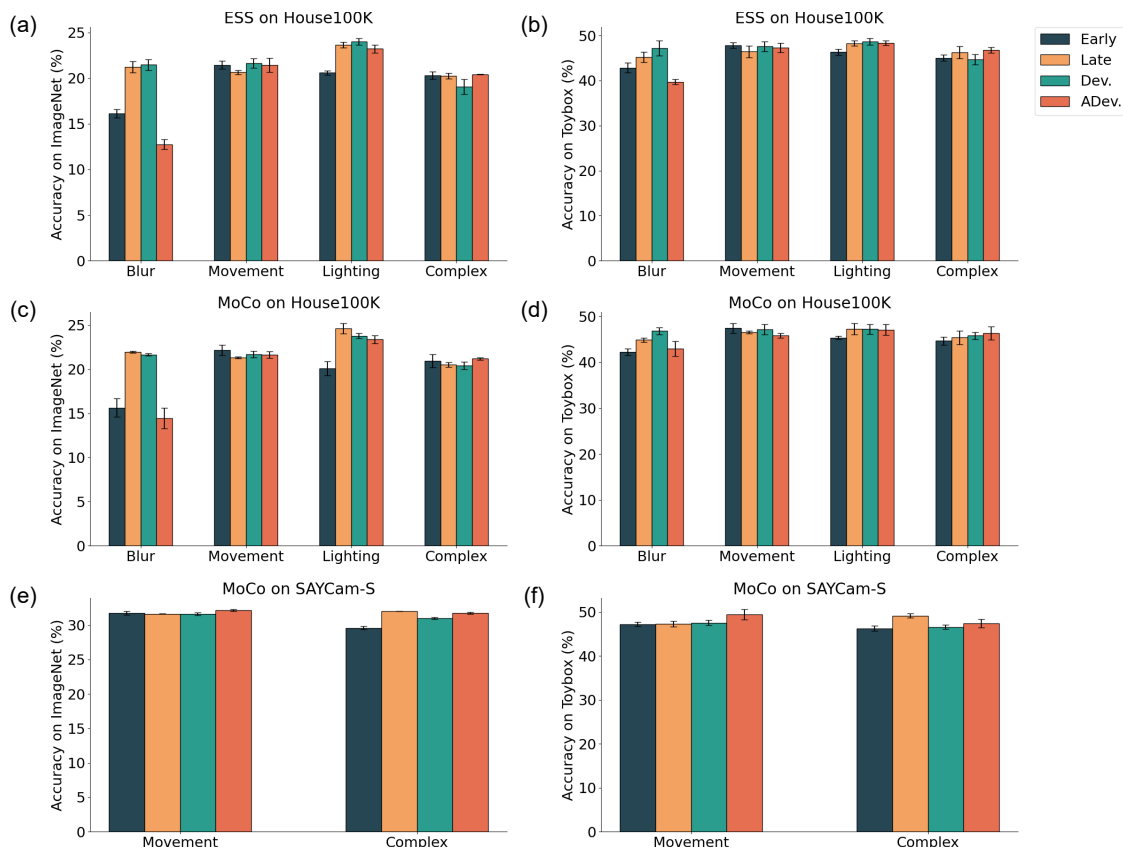 (a)
ESS on House100K
Accuracy on ImageNet (%)
25
20
15
10
5
0
Blur
Movement
Lighting
Complex
(b)
ESS on House100K
Accuracy on Toybox (%)
50
40
30
20
10
0
Blur
Movement
Lighting
Complex
Early
Late
Dev.
ADev.
(c)
MoCo on House100K
Accuracy on ImageNet (%)
25
20
15
10
5
0
Blur
Movement
Lighting
Complex
(d)
MoCo on House100K
Accuracy on Toybox (%)
50
40
30
20
10
0
Blur
Movement
Lighting
Complex
(e)
MoCo on SAYCam-S
Accuracy on ImageNet (%)
30
25
20
15
10
5
0
Movement
Complex
(f)
MoCo on SAYCam-S
Accuracy on Toybox (%)
50
40
30
20
10
0
Movement
Complex